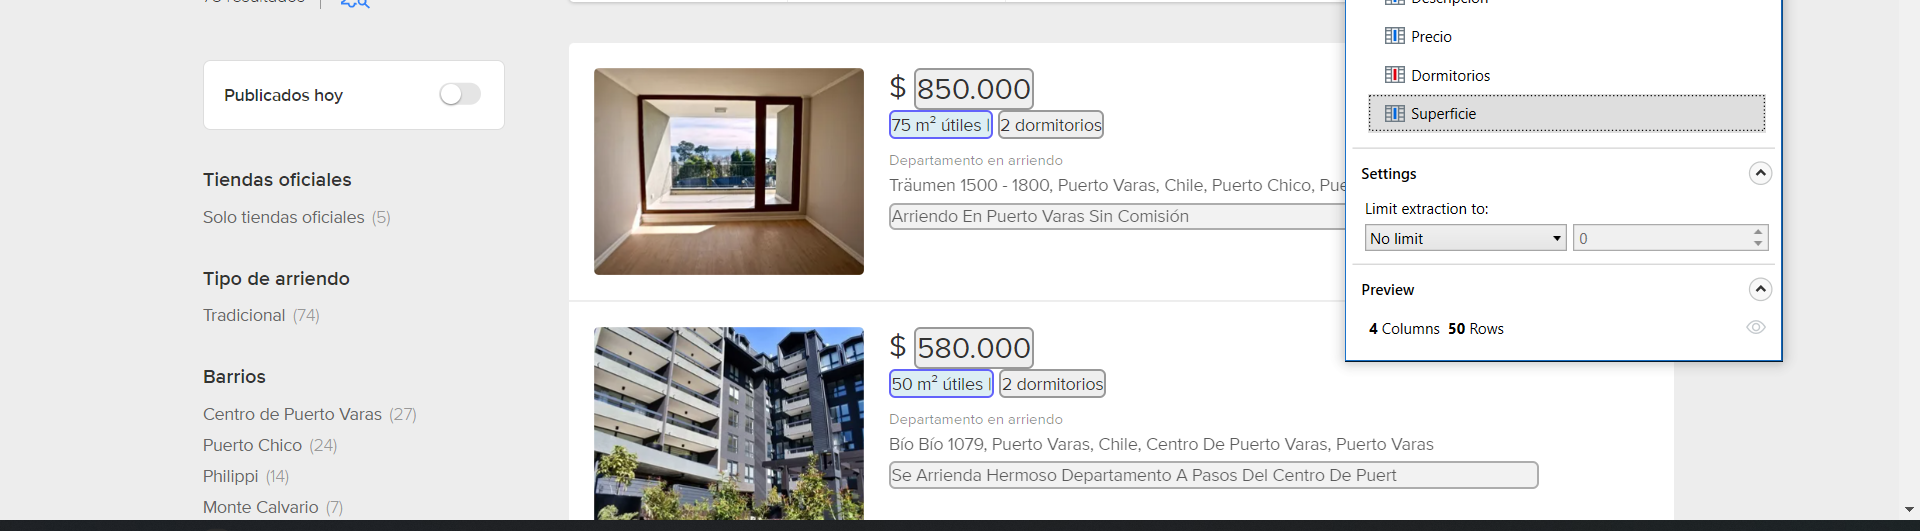 Publicados hoy
Tiendas oficiales
Solo tiendas oficiales (5)
Tipo de arriendo
Tradicional (74)
Barrios
Centro de Puerto Varas (27)
Puerto Chico (24)
Philippi (14)
Monte Calvario (7)
$ 850.000
75 m² útiles | 2 dormitorios
Departamento en arriendo
Träumen 1500 - 1800, Puerto Varas, Chile, Puerto Chico, Pue
Arriendo En Puerto Varas Sin Comisión
$ 580.000
50 m² útiles | 2 dormitorios
Departamento en arriendo
Bío Bío 1079, Puerto Varas, Chile, Centro De Puerto Varas, Puerto Varas
Se Arrienda Hermoso Departamento A Pasos Del Centro De Puert
Precio
Dormitorios
Superficie
Settings
Limit extraction to:
No limit
0
Preview
4 Columns 50 Rows